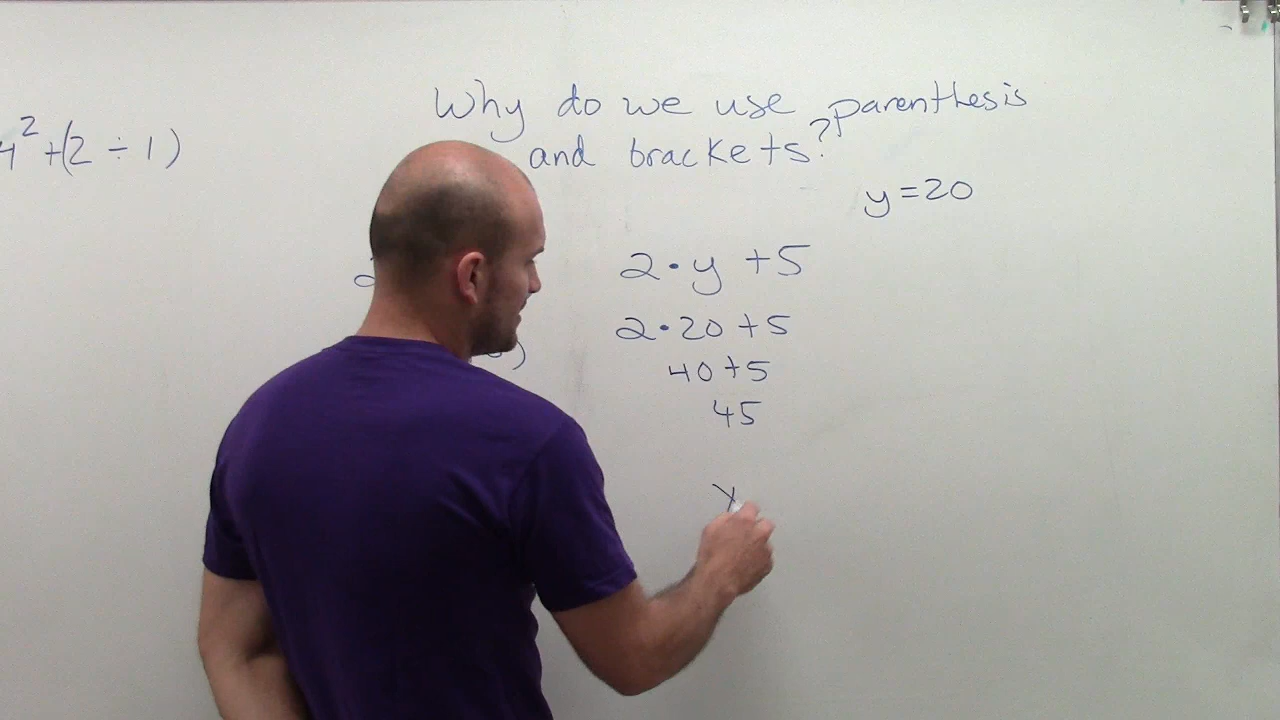 4² + (2 ÷ 1)
Why do we use parenthesis
and brackets?
y = 20
2 · y + 5
2 · 20 + 5
40 + 5
45